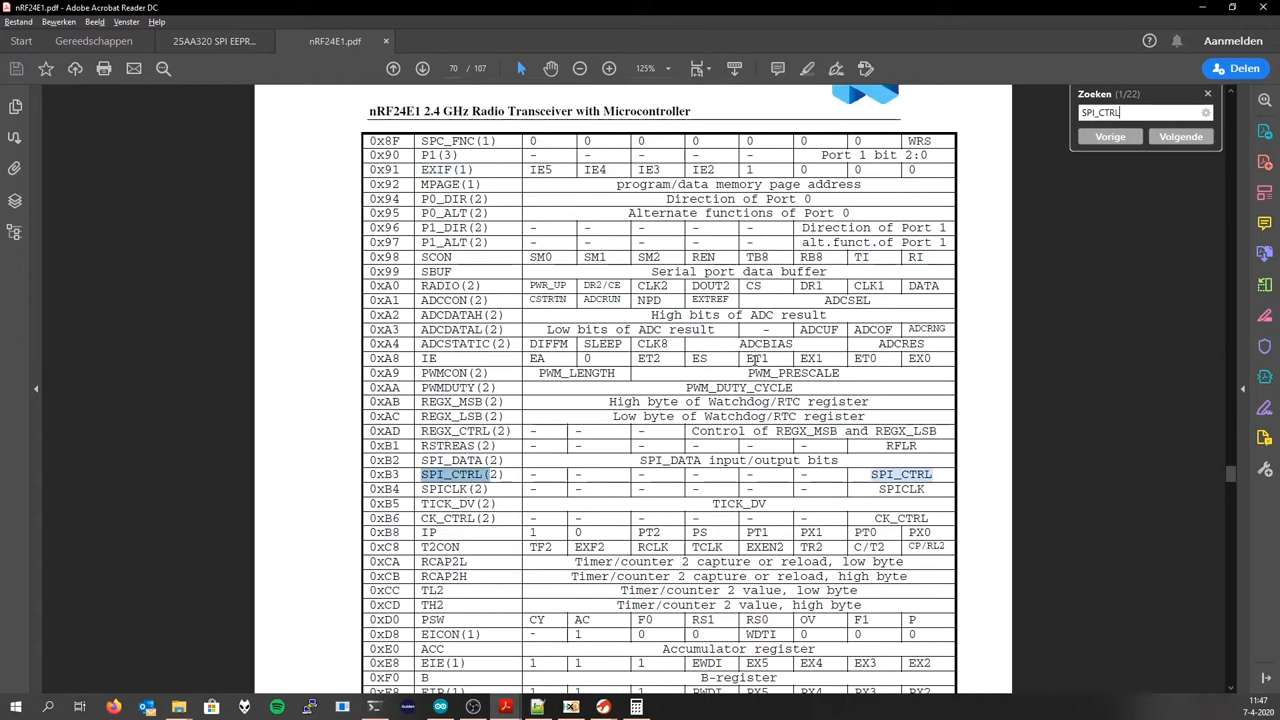 nRF24E1.pdf - Adobe Acrobat Reader DC
Bestand Bewerken Beeld Venster Help
Start Gereedschappen 25AA320 SPI EEPR... nRF24E1.pdf × Aanmelden
70 / 107 125% Delen
Zoeken (1/22)
SPI_CTRL
Vorige Volgende
nRF24E1 2.4 GHz Radio Transceiver with Microcontroller
0x8F SPC_FNC(1) 0 0 0 0 0 0 0 WRS
0x90 P1(3) - - - - - Port 1 bit 2:0
0x91 EXIF(1) IE5 IE4 IE3 IE2 1 0 0 0
0x92 MPAGE(1) program/data memory page address
0x94 P0_DIR(2) Direction of Port 0
0x95 P0_ALT(2) Alternate functions of Port 0
0x96 P1_DIR(2) - - - - - Direction of Port 1
0x97 P1_ALT(2) - - - - - alt.funct.of Port 1
0x98 SCON SM0 SM1 SM2 REN TB8 RB8 TI RI
0x99 SBUF Serial port data buffer
0xA0 RADIO(2) PWR_UP DR2/CE CLK2 DOUT2 CS DR1 CLK1 DATA
0xA1 ADCCON(2) CSTRTN ADCRUN NPD EXTREF ADCSEL
0xA2 ADCDATAH(2) High bits of ADC result
0xA3 ADCDATAL(2) Low bits of ADC result - ADCUF ADCOF ADCRNG
0xA4 ADCSTATIC(2) DIFFM SLEEP CLK8 ADCBIAS ADCRES
0xA8 IE EA 0 ET2 ES ET1 EX1 ET0 EX0
0xA9 PWMCON(2) PWM_LENGTH PWM_PRESCALE
0xAA PWMDUTY(2) PWM_DUTY_CYCLE
0xAB REGX_MSB(2) High byte of Watchdog/RTC register
0xAC REGX_LSB(2) Low byte of Watchdog/RTC register
0xAD REGX_CTRL(2) - - - Control of REGX_MSB and REGX_LSB
0xB1 RSTREAS(2) - - - - - - RFLR
0xB2 SPI_DATA(2) SPI_DATA input/output bits
0xB3 SPI_CTRL(2) - - - - - - SPI_CTRL
0xB4 SPICLK(2) - - - - - - SPICLK
0xB5 TICK_DV(2) TICK_DV
0xB6 CK_CTRL(2) - - - - - - CK_CTRL
0xB8 IP 1 0 PT2 PS PT1 PX1 PT0 PX0
0xC8 T2CON TF2 EXF2 RCLK TCLK EXEN2 TR2 C/T2 CP/RL2
0xCA RCAP2L Timer/counter 2 capture or reload, low byte
0xCB RCAP2H Timer/counter 2 capture or reload, high byte
0xCC TL2 Timer/counter 2 value, low byte
0xCD TH2 Timer/counter 2 value, high byte
0xD0 PSW CY AC F0 RS1 RS0 OV F1 P
0xD8 EICON(1) - 1 0 0 WDTI 0 0 0
0xE0 ACC Accumulator register
0xE8 EIE(1) 1 1 1 EWDI EX5 EX4 EX3 EX2
0xF0 B B-register
0xF8 EIP(1) 1 1 1 PWDI PX5 PX4 PX3 PX2
11:47
7-4-2020